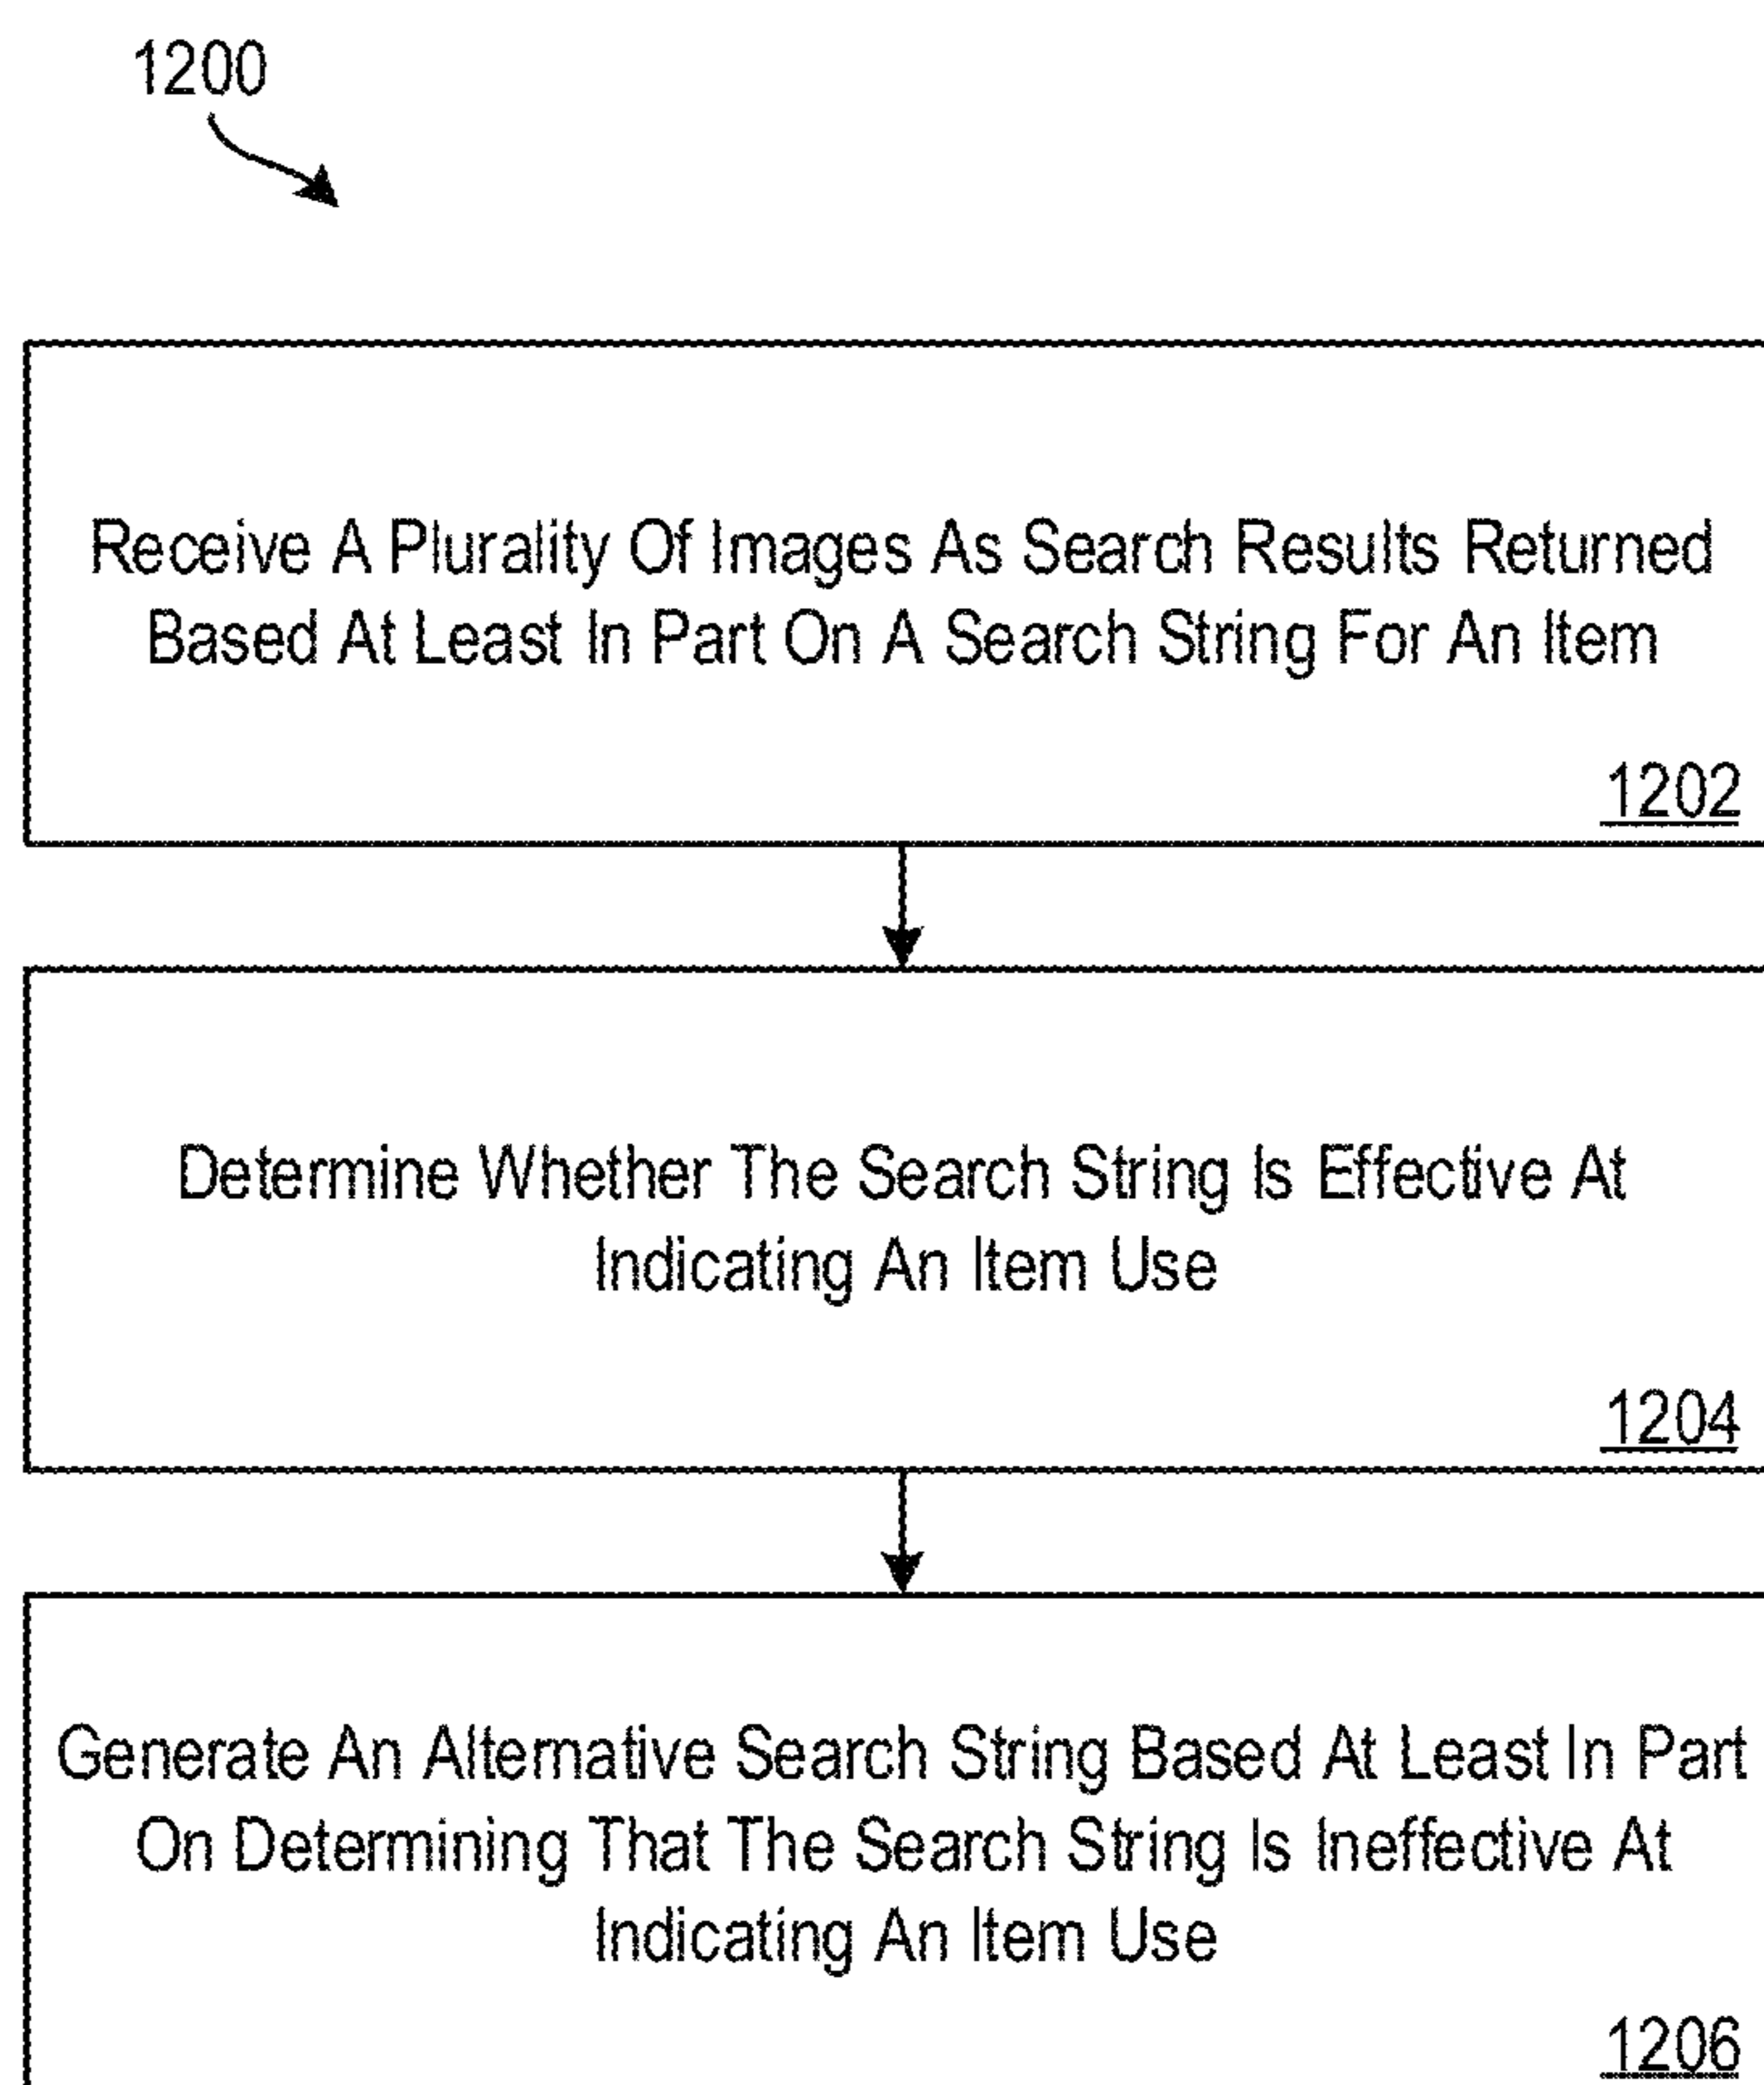 1200
Receive A Plurality Of Images As Search Results Returned
Based At Least In Part On A Search String For An Item
1202
Determine Whether The Search String Is Effective At
Indicating An Item Use
1204
Generate An Alternative Search String Based At Least In Part
On Determining That The Search String Is Ineffective At
Indicating An Item Use
1206